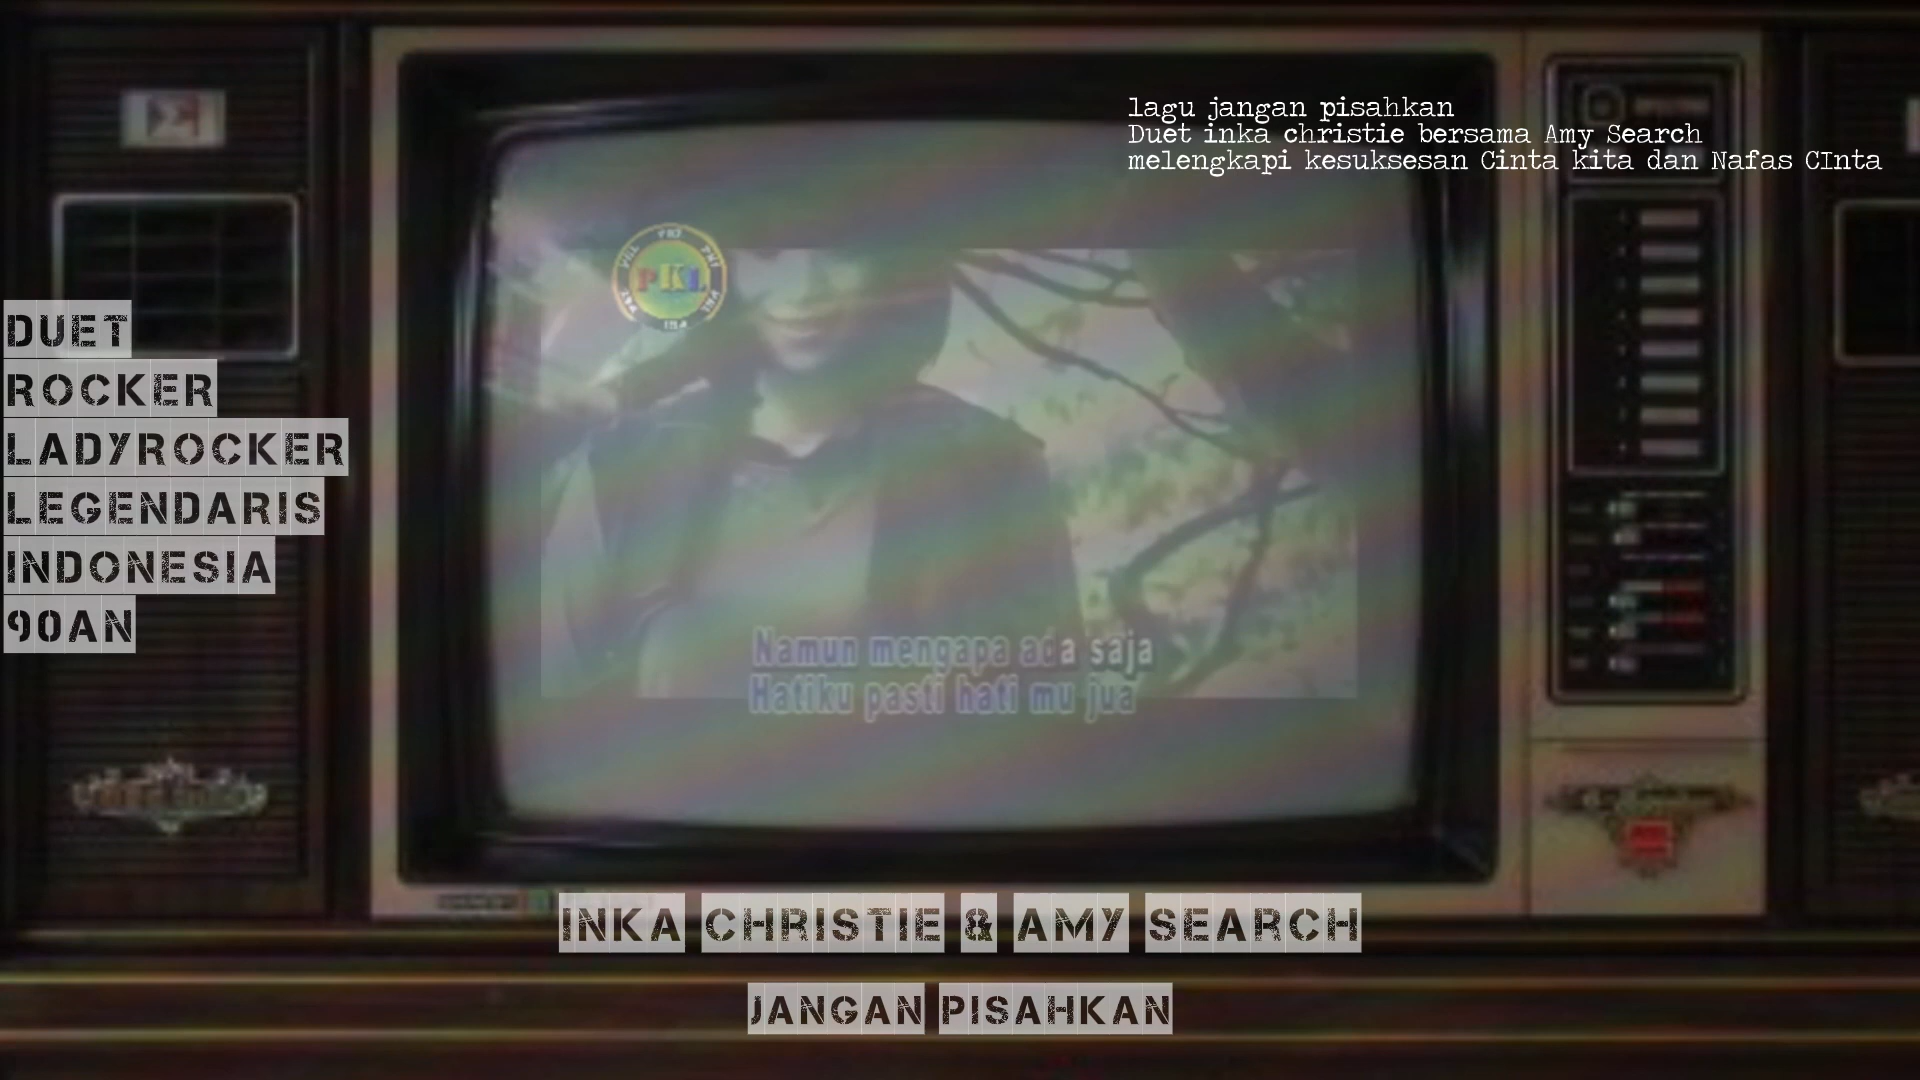 lagu jangan pisahkan
Duet inka christie bersama Amy Search
melengkapi kesuksesan Cinta kita dan Nafas CInta
PKL
DUET
ROCKER
LADYROCKER
LEGENDARIS
INDONESIA
90AN
Namun mengapa ada saja
Hatiku pasti hati mu jua
INKA CHRISTIE & AMY SEARCH
JANGAN PISAHKAN